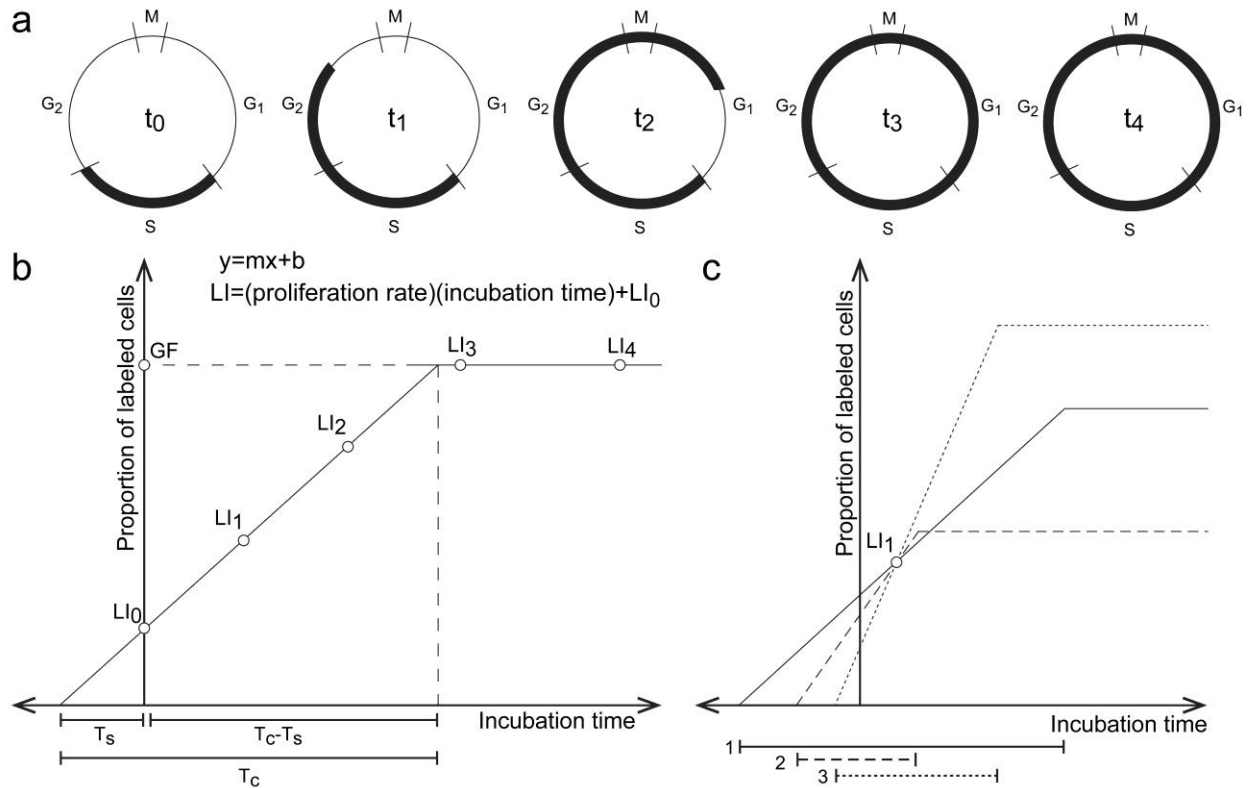 a
M
G2
G1
t0
S
M
G2
G1
t1
S
M
G2
G1
t2
S
M
G2
G1
t3
S
M
G2
G1
t4
S
b
y=mx+b
LI=(proliferation rate)(incubation time)+LI0
Proportion of labeled cells
GF
LI0
LI1
LI2
LI3
LI4
Incubation time
Ts
Tc-Ts
Tc
c
Proportion of labeled cells
LI1
Incubation time
1
2
3